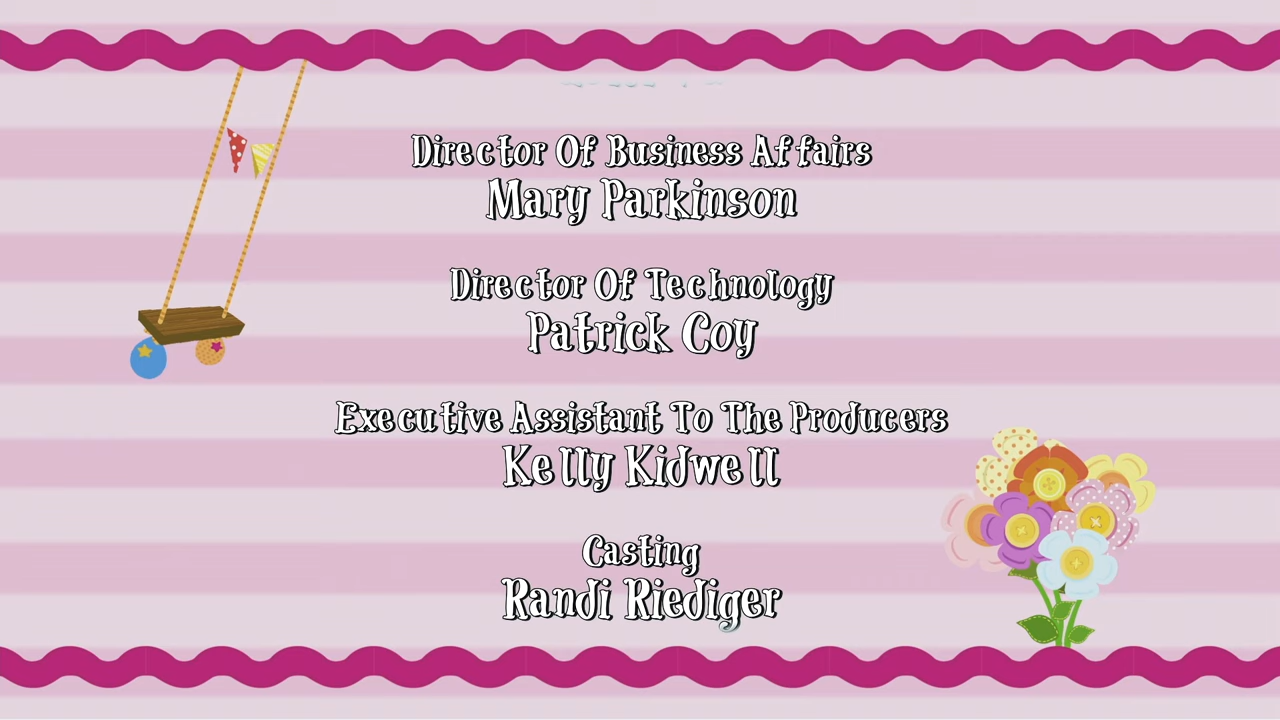 Director Of Business Affairs
Mary Parkinson
Director Of Technology
Patrick Coy
Executive Assistant To The Producers
Kelly Kidwell
Casting
Randi Riediger